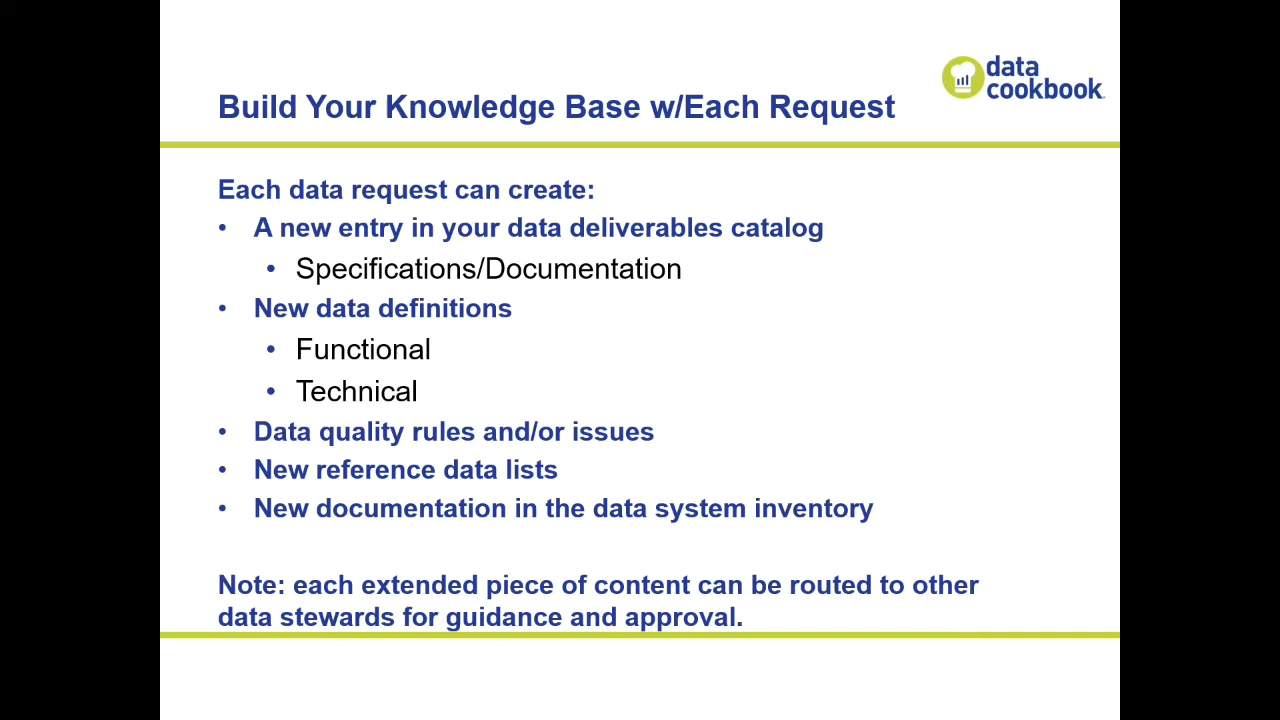 data
cookbook.
Build Your Knowledge Base w/Each Request
Each data request can create:
• A new entry in your data deliverables catalog
• Specifications/Documentation
• New data definitions
• Functional
• Technical
• Data quality rules and/or issues
• New reference data lists
• New documentation in the data system inventory
Note: each extended piece of content can be routed to other
data stewards for guidance and approval.